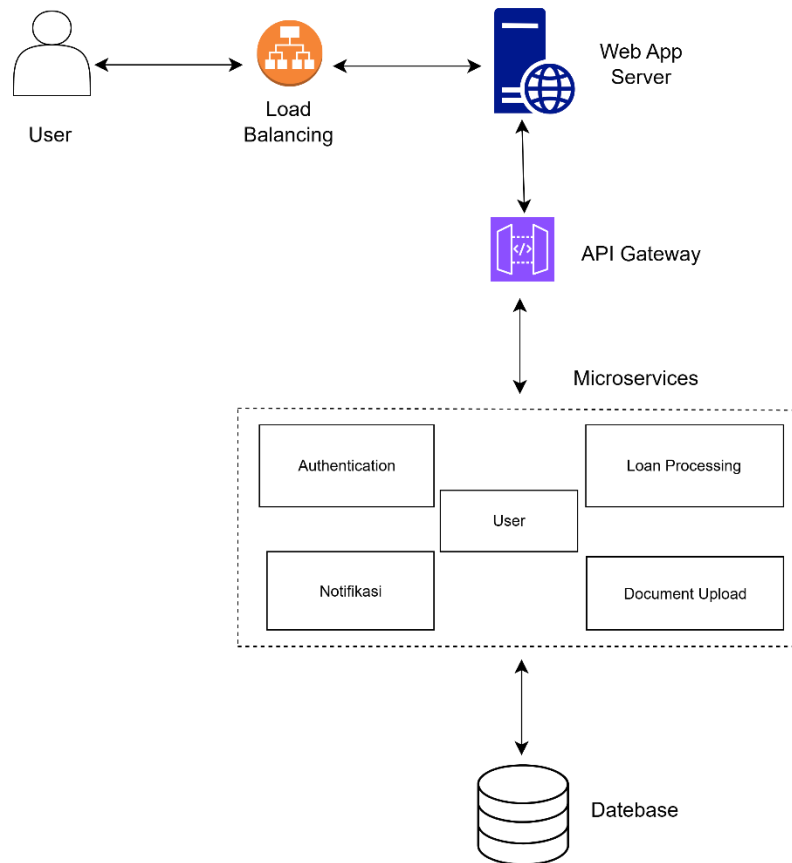 User
Load
Balancing
Web App
Server
</>
API Gateway
Microservices
Authentication
Loan Processing
User
Notifikasi
Document Upload
Datebase